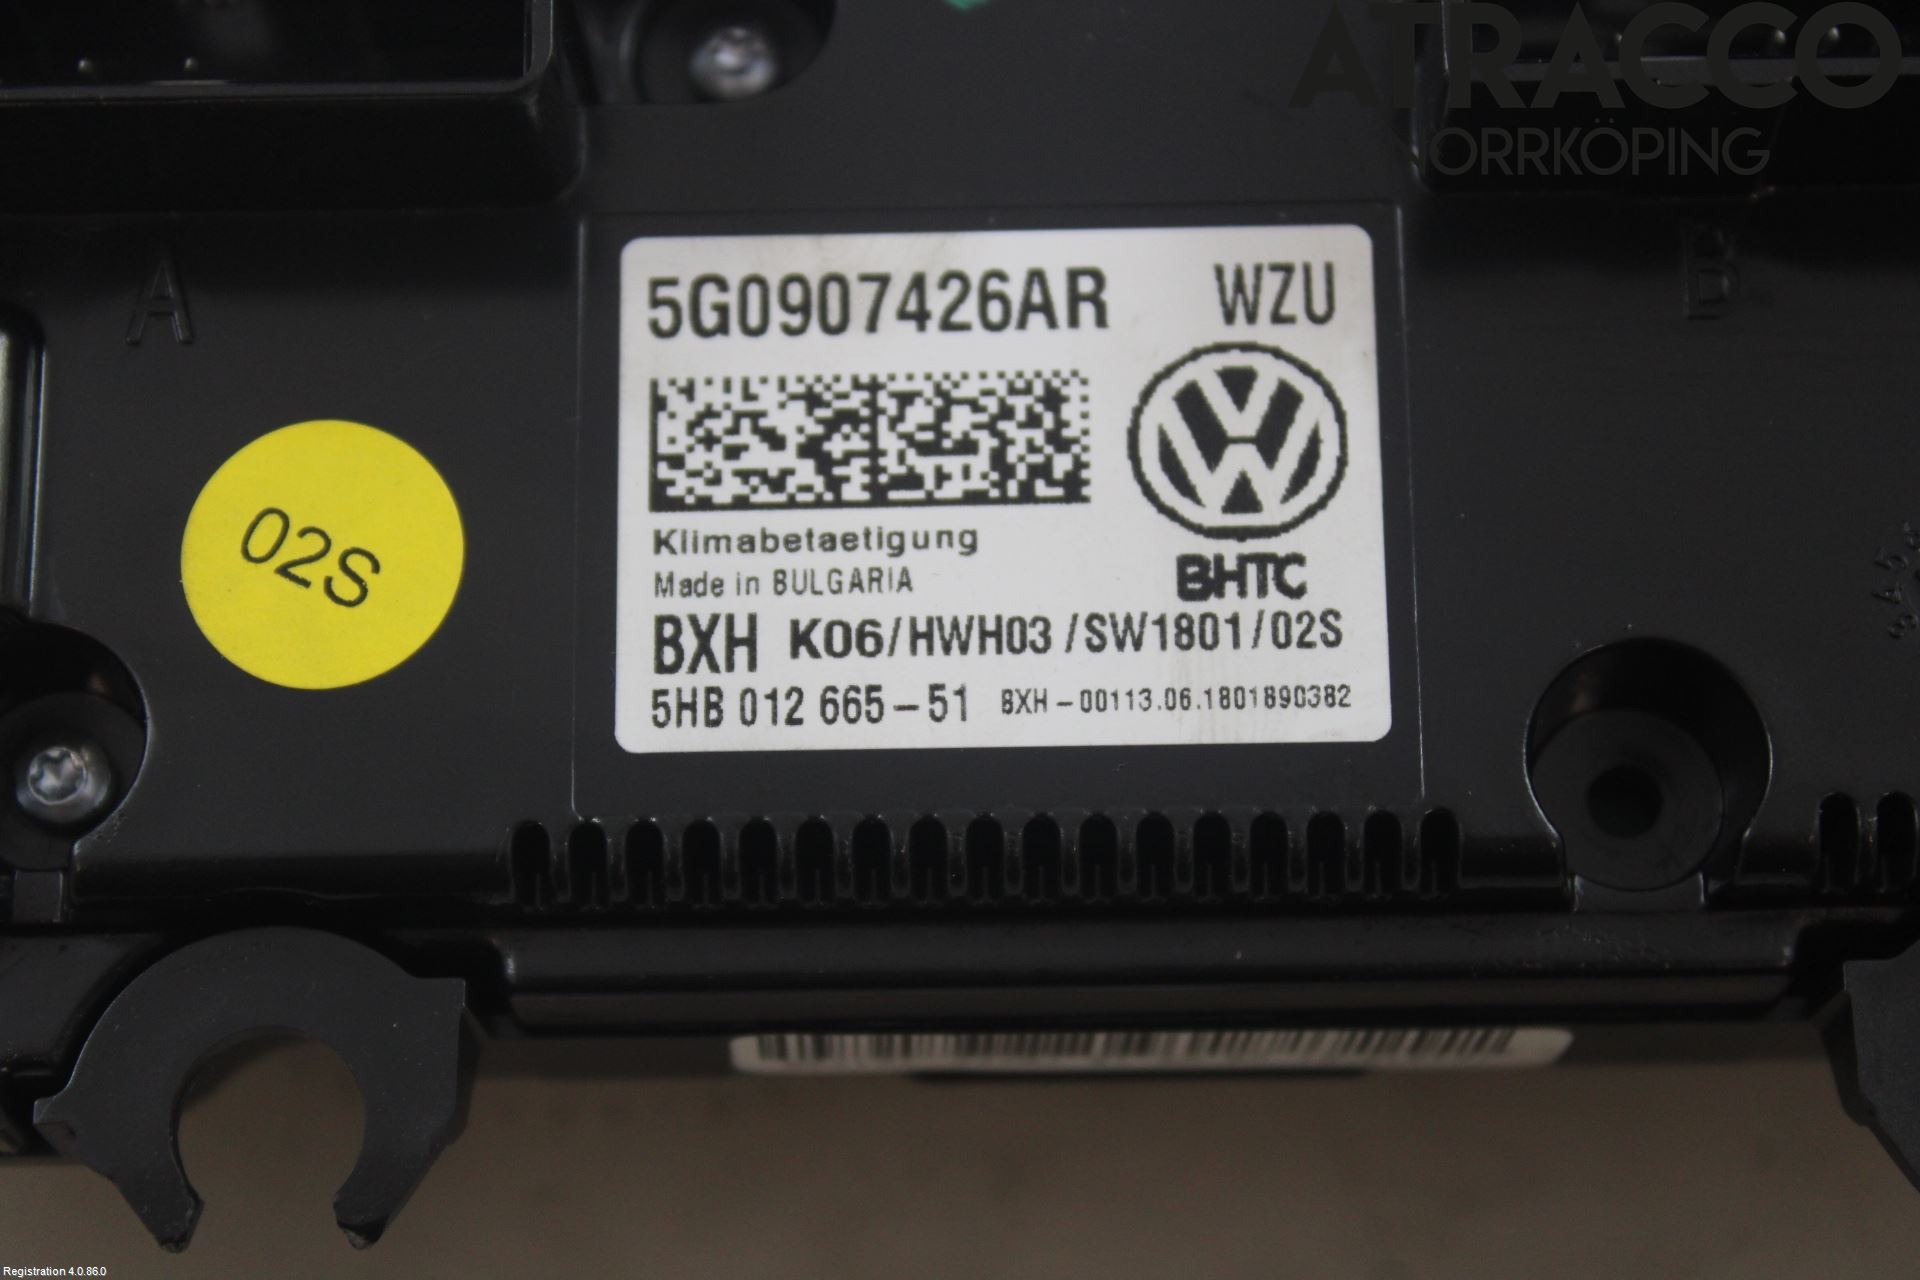 ATRACCO
NORRKÖPING
A
B
5G0907426AR WZU
02S
Klimabetaetigung
Made in BULGARIA
BHTC
BXH K06/HWH03/SW1801/02S
5HB 012 665-51 BXH-00113.06.1801890382
Registration 4.0.86.0